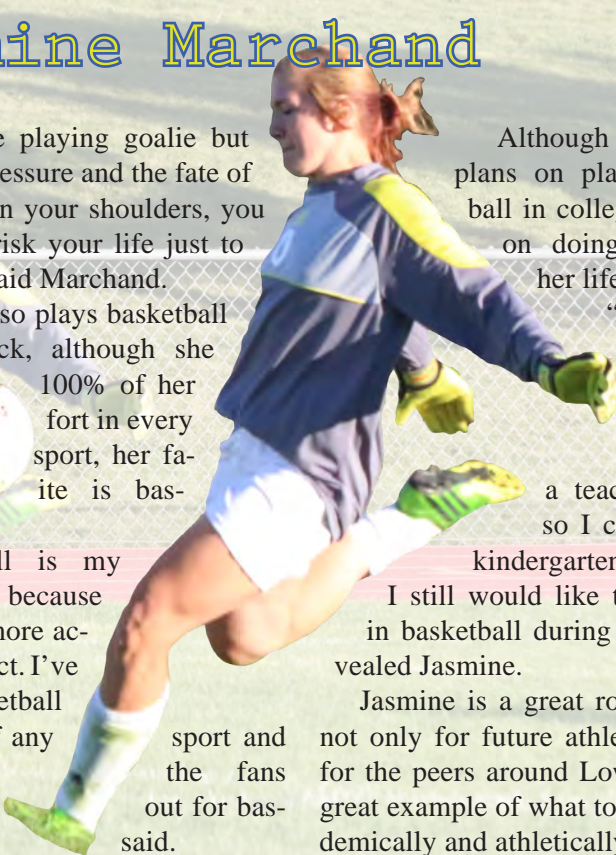 ine Marchand
e playing goalie but
essure and the fate of
n your shoulders, you
risk your life just to
aid Marchand.
so plays basketball
ck, although she
100% of her
fort in every
sport, her fa-
ite is bas-
ll is my
because
more ac-
ct. I've
etball
f any sport and
the fans
out for bas-
said.
Although
plans on pla
ball in colle
on doing
her life
“
a teac
so I c
kindergarten
I still would like t
in basketball during
vealed Jasmine.
Jasmine is a great ro
not only for future athle
for the peers around Lov
great example of what to
demically and athletically